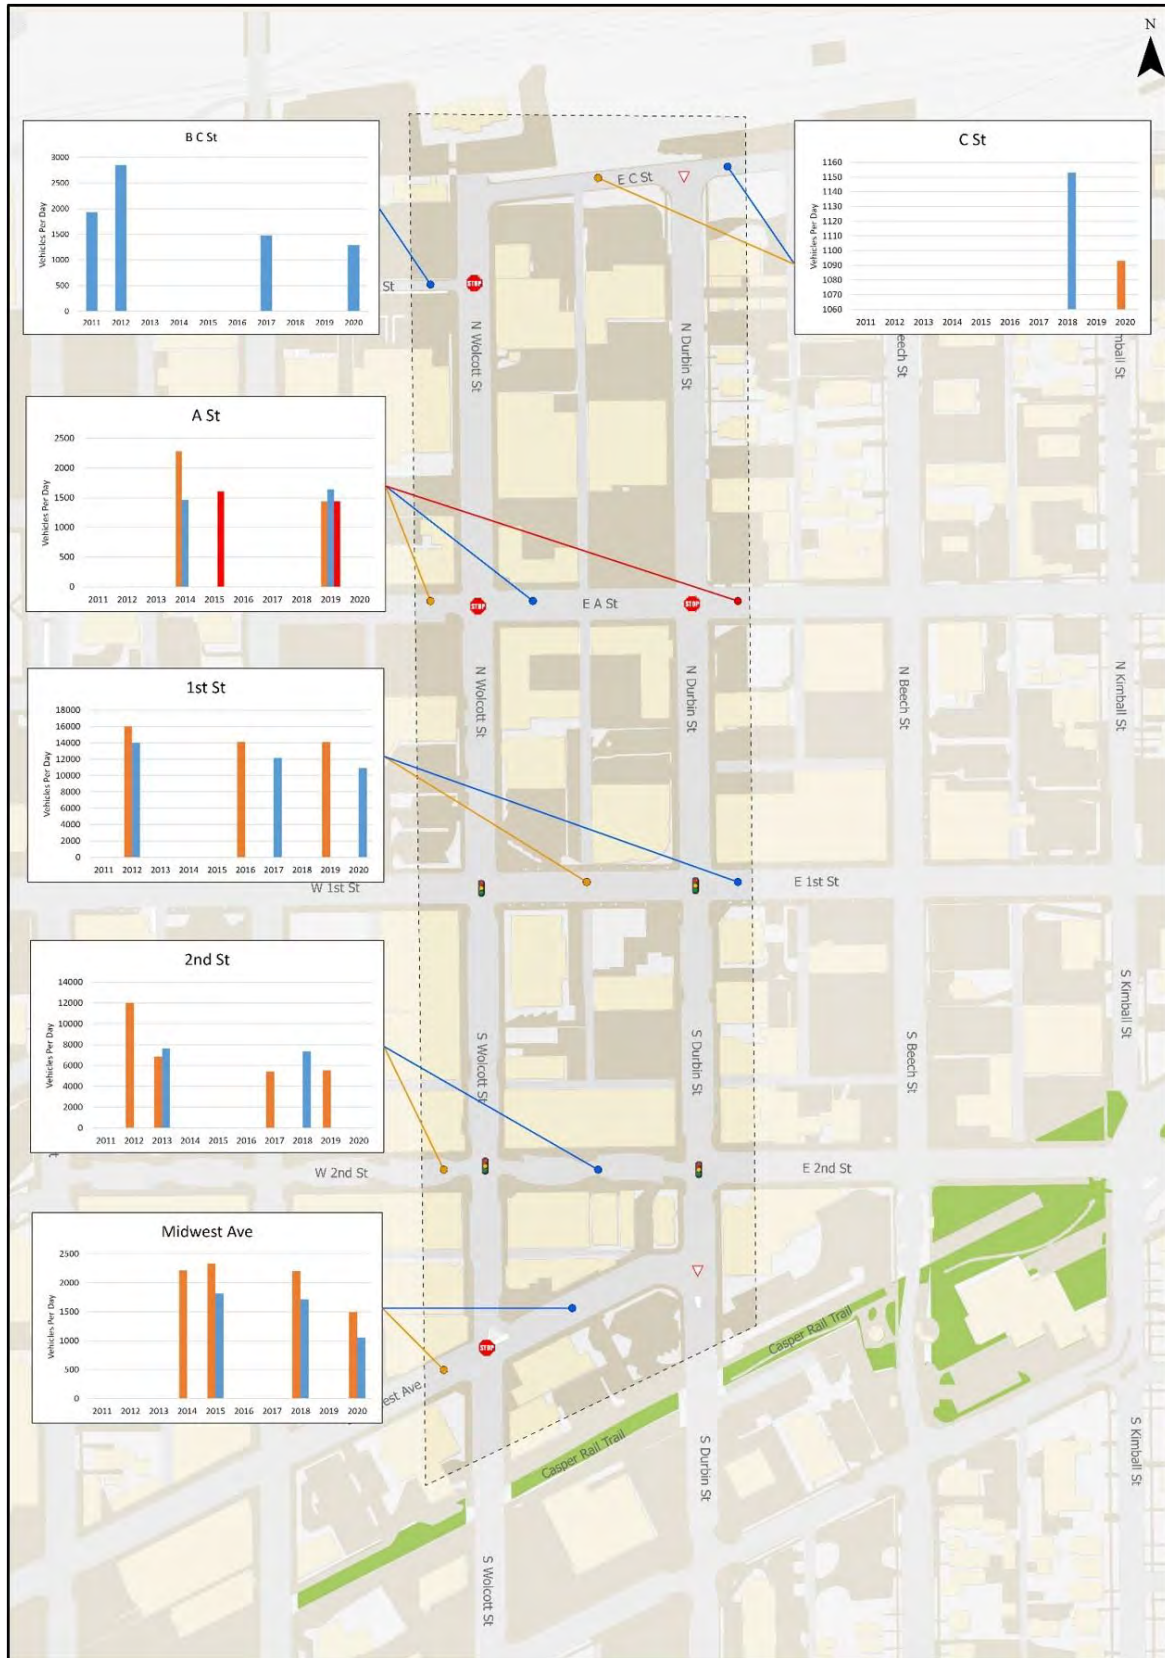 N
B C St
Vehicles Per Day
3000
2500
2000
1500
1000
500
0
2011 2012 2013 2014 2015 2016 2017 2018 2019 2020
C St
Vehicles Per Day
1160
1150
1140
1130
1120
1110
1100
1090
1080
1070
1060
2011 2012 2013 2014 2015 2016 2017 2018 2019 2020
E C St
St
STOP
N Wolcott St
N Durbin St
eech St
mball St
A St
Vehicles Per Day
2500
2000
1500
1000
500
0
2011 2012 2013 2014 2015 2016 2017 2018 2019 2020
STOP
E A St
STOP
N Wolcott St
N Durbin St
N Beech St
N Kimball St
1st St
Vehicles Per Day
18000
16000
14000
12000
10000
8000
6000
4000
2000
0
2011 2012 2013 2014 2015 2016 2017 2018 2019 2020
W 1st St
E 1st St
2nd St
Vehicles Per Day
14000
12000
10000
8000
6000
4000
2000
0
2011 2012 2013 2014 2015 2016 2017 2018 2019 2020
S Wolcott St
S Durbin St
S Beech St
S Kimball St
W 2nd St
E 2nd St
Midwest Ave
Vehicles Per Day
2500
2000
1500
1000
500
0
2011 2012 2013 2014 2015 2016 2017 2018 2019 2020
STOP
est Ave
Casper Rail Trail
Casper Rail Trail
S Durbin St
S Kimball St
S Wolcott St